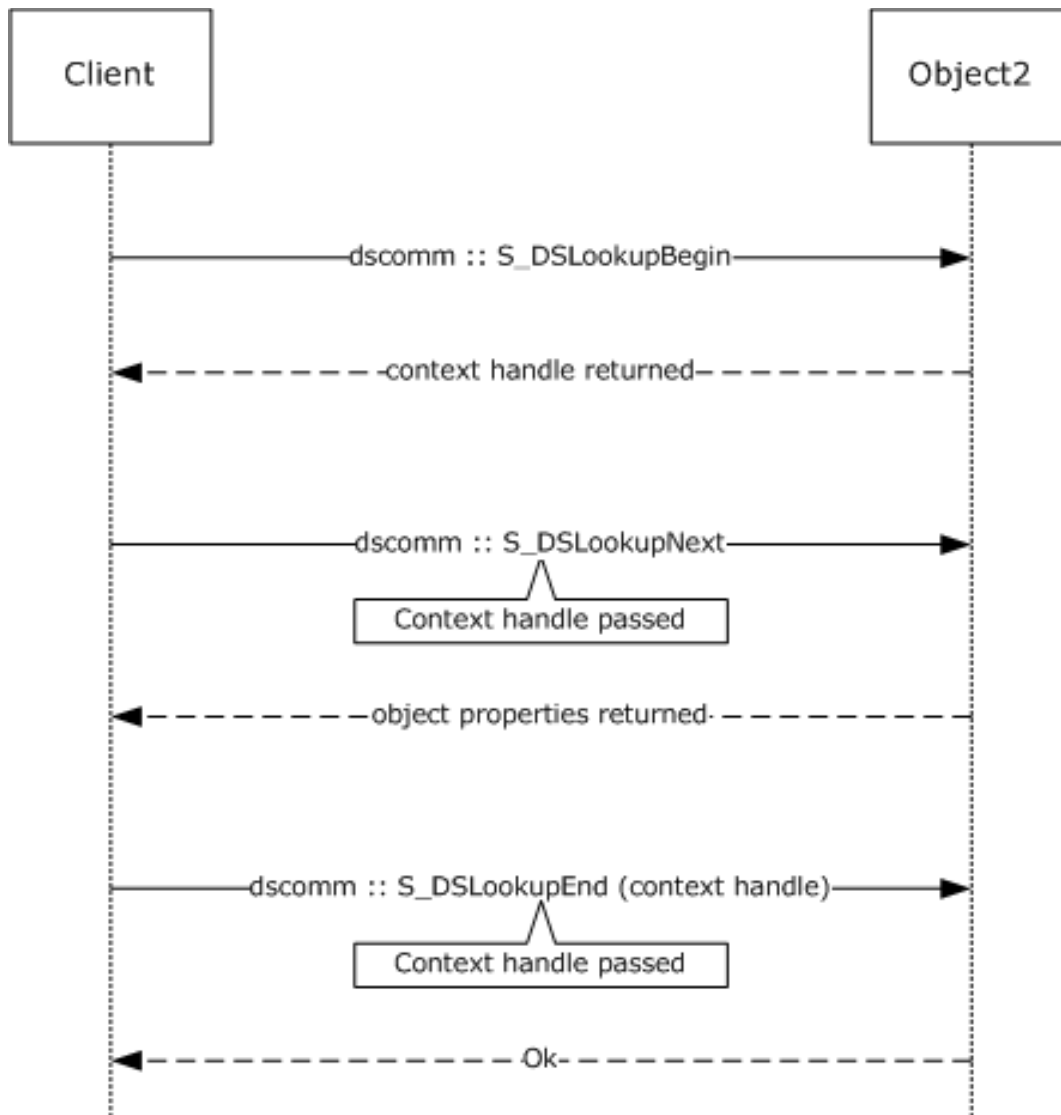 Client
Object2
dscomm :: S_DSLookupBegin
context handle returned
dscomm :: S_DSLookupNext
Context handle passed
object properties returned
dscomm :: S_DSLookupEnd (context handle)
Context handle passed
Ok